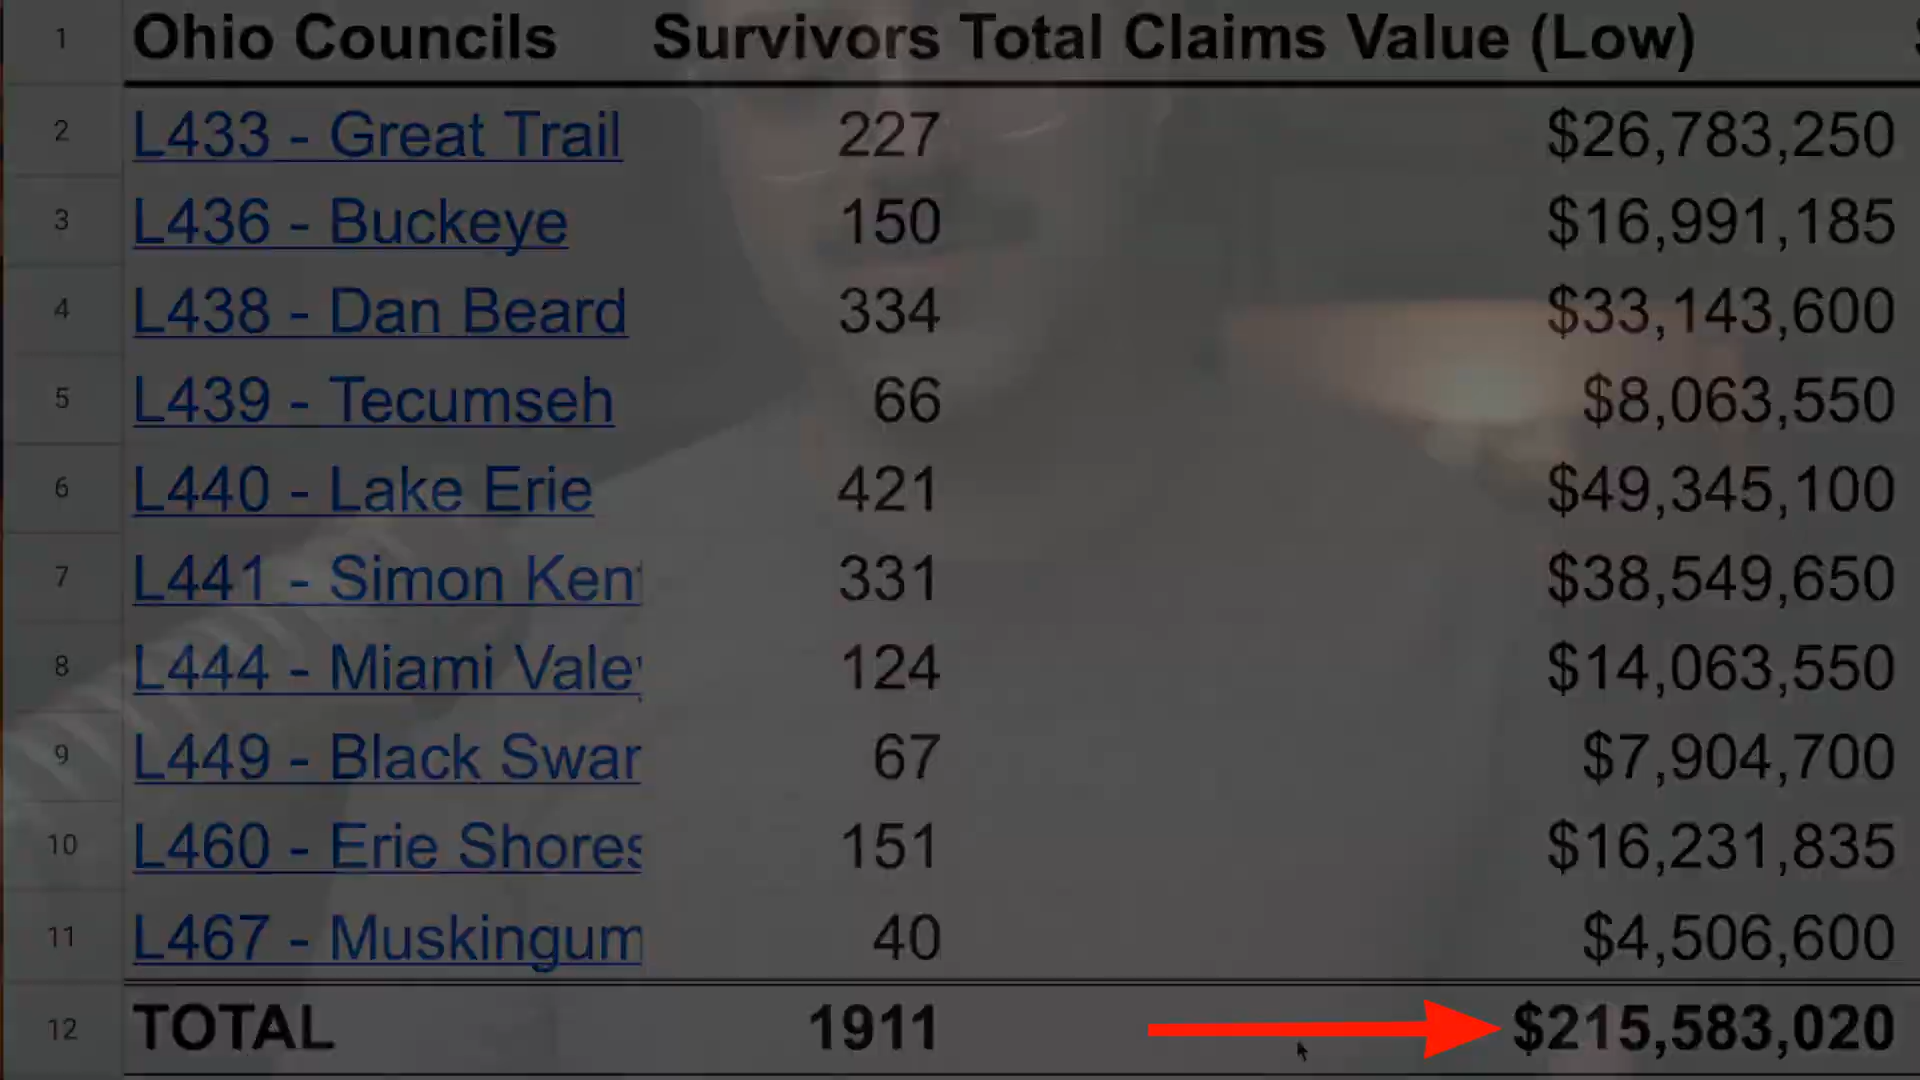 1 Ohio Councils Survivors Total Claims Value (Low)
2 L433 - Great Trail 227 $26,783,250
3 L436 - Buckeye 150 $16,991,185
4 L438 - Dan Beard 334 $33,143,600
5 L439 - Tecumseh 66 $8,063,550
6 L440 - Lake Erie 421 $49,345,100
7 L441 - Simon Ken 331 $38,549,650
8 L444 - Miami Vale 124 $14,063,550
9 L449 - Black Swa 67 $7,904,700
10 L460 - Erie Shores 151 $16,231,835
11 L467 - Muskingum 40 $4,506,600
12 TOTAL 1911 $215,583,020